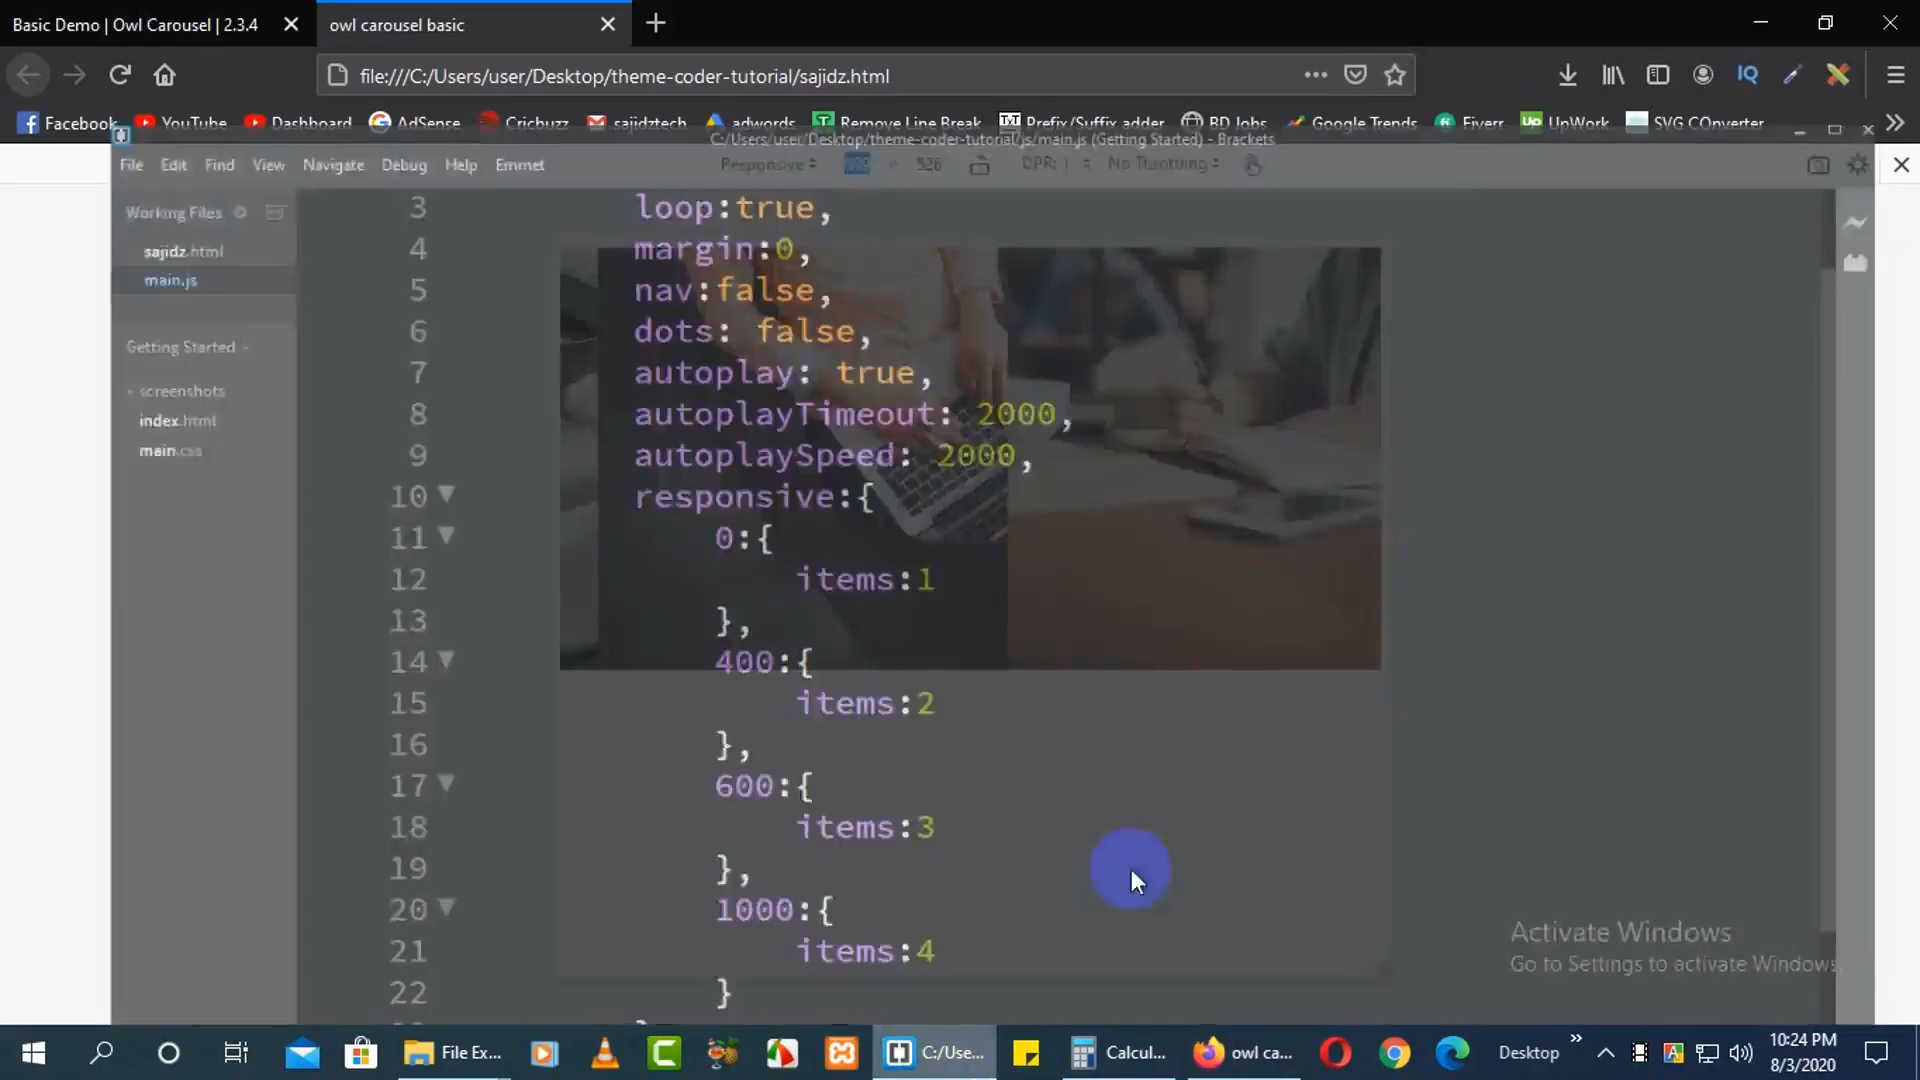 Basic Demo | Owl Carousel | 2.3.4
owl carousel basic
file:///C:/Users/user/Desktop/theme-coder-tutorial/sajidz.html
IQ
Facebook
YouTube
Dashboard
AdSense
Cricbuzz
sajidztech
adwords
Remove Line Break
Prefix/Suffix adder
BD Jobs
Google Trends
Fiverr
UpWork
SVG COnverter
C:/Users/user/Desktop/theme-coder-tutorial/js/main.js (Getting Started) - Brackets
File Edit Find View Navigate Debug Help Emmet
Responsive
526
DPR:
No Throttling
Working Files
sajidz.html
main.js
Getting Started
screenshots
index.html
main.css
3 loop:true,
4 margin:0,
5 nav:false,
6 dots: false,
7 autoplay: true,
8 autoplayTimeout: 2000,
9 autoplaySpeed: 2000,
10 responsive:{
11 0:{
12 items:1
13 },
14 400:{
15 items:2
16 },
17 600:{
18 items:3
19 },
20 1000:{
21 items:4
22 }
Activate Windows
Go to Settings to activate Windows.
File Ex...
C:/Use...
Calcul...
owl ca...
Desktop
10:24 PM
8/3/2020